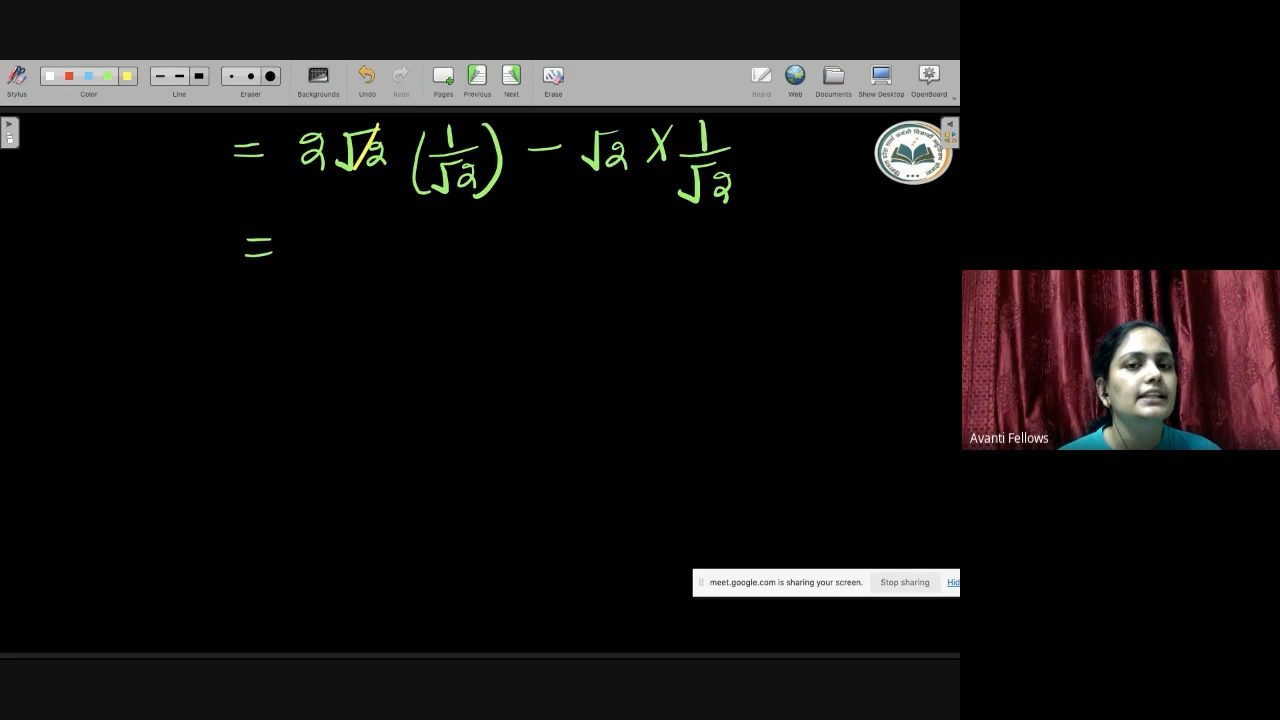 Stylus Color Line Eraser Backgrounds Undo Redo Pages Previous Next Erase Board Web Documents Show Desktop OpenBoard
= 2√2 (1/√2) - √2 × 1/√2
=
Avanti Fellows
meet.google.com is sharing your screen. Stop sharing Hid